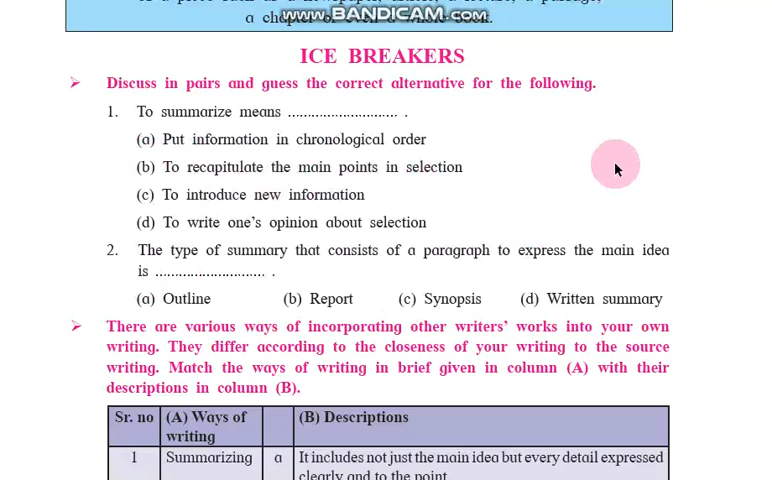 www.BANDICAM.com
ICE BREAKERS
➢ Discuss in pairs and guess the correct alternative for the following.
1. To summarize means ............................ .
(a) Put information in chronological order
(b) To recapitulate the main points in selection
(c) To introduce new information
(d) To write one's opinion about selection
2. The type of summary that consists of a paragraph to express the main idea
is ............................ .
(a) Outline (b) Report (c) Synopsis (d) Written summary
➢ There are various ways of incorporating other writers' works into your own
writing. They differ according to the closeness of your writing to the source
writing. Match the ways of writing in brief given in column (A) with their
descriptions in column (B).
Sr. no (A) Ways of writing (B) Descriptions
1 Summarizing a It includes not just the main idea but every detail expressed
clearly and to the point.